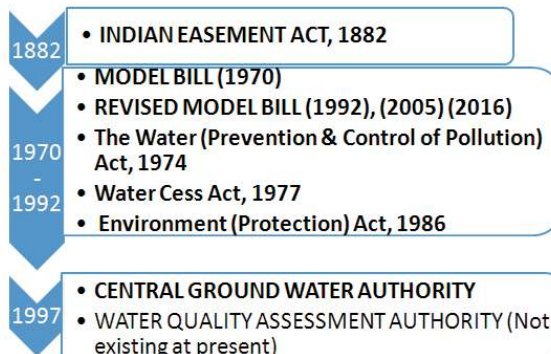 1882
• INDIAN EASEMENT ACT, 1882
1970
-
1992
• MODEL BILL (1970)
• REVISED MODEL BILL (1992), (2005) (2016)
• The Water (Prevention & Control of Pollution)
Act, 1974
• Water Cess Act, 1977
• Environment (Protection) Act, 1986
1997
• CENTRAL GROUND WATER AUTHORITY
• WATER QUALITY ASSESSMENT AUTHORITY (Not
existing at present)